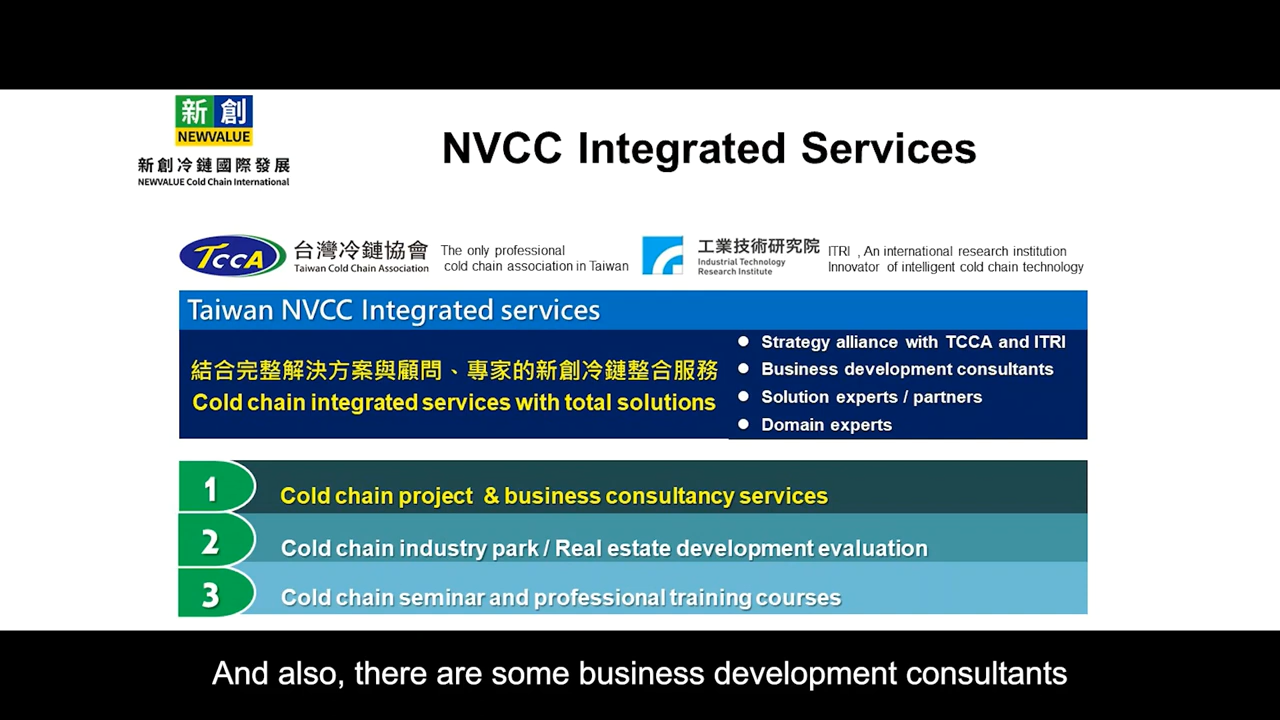 新創
NEWVALUE
新創冷鏈國際發展
NEWVALUE Cold Chain International
NVCC Integrated Services
TCCA
台灣冷鏈協會
Taiwan Cold Chain Association
The only professional
cold chain association in Taiwan
工業技術研究院
Industrial Technology
Research Institute
ITRI , An international research institution
Innovator of intelligent cold chain technology
Taiwan NVCC Integrated services
結合完整解決方案與顧問、專家的新創冷鏈整合服務
Cold chain integrated services with total solutions
● Strategy alliance with TCCA and ITRI
● Business development consultants
● Solution experts / partners
● Domain experts
1 Cold chain project & business consultancy services
2 Cold chain industry park / Real estate development evaluation
3 Cold chain seminar and professional training courses
And also, there are some business development consultants